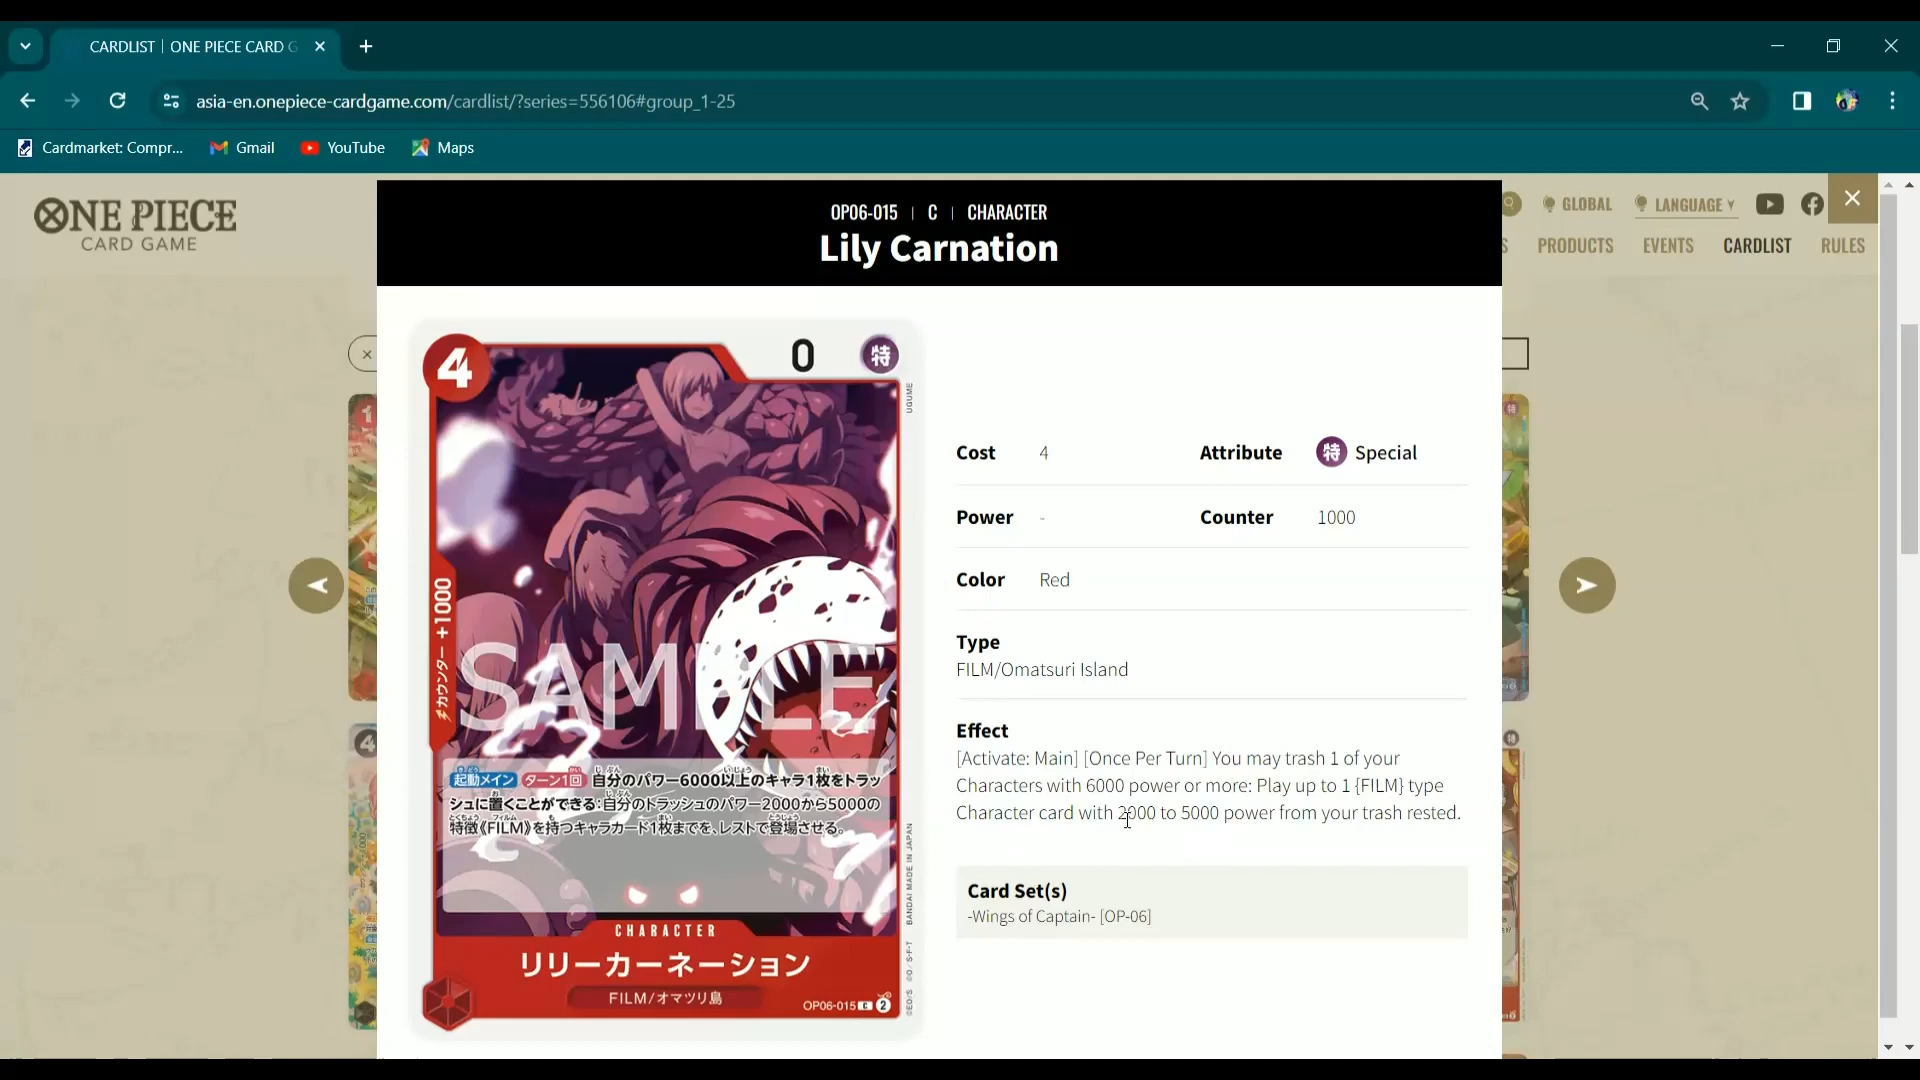 CARDLIST | ONE PIECE CARD G
asia-en.onepiece-cardgame.com/cardlist/?series=556106#group_1-25
Cardmarket: Compr...
Gmail
YouTube
Maps
ONE PIECE
CARD GAME
GLOBAL
LANGUAGE
S
PRODUCTS
EVENTS
CARDLIST
RULES
OP06-015 | C | CHARACTER
Lily Carnation
4
0
特
UGUME
カウンター +1000
SAMPLE
起動メイン ターン1回 自分のパワー6000以上のキャラ1枚をトラッ
シュに置くことができる:自分のトラッシュのパワー2000から5000の
特徴《FILM》を持つキャラカード1枚までを、レストで登場させる。
CHARACTER
リリーカーネーション
FILM/オマツリ島
OP06-015 C 2
©EO/S ©O/S・F・T BANDAI MADE IN JAPAN
Cost 4
Attribute 特 Special
Power -
Counter 1000
Color Red
Type
FILM/Omatsuri Island
Effect
[Activate: Main] [Once Per Turn] You may trash 1 of your
Characters with 6000 power or more: Play up to 1 {FILM} type
Character card with 2000 to 5000 power from your trash rested.
Card Set(s)
-Wings of Captain- [OP-06]